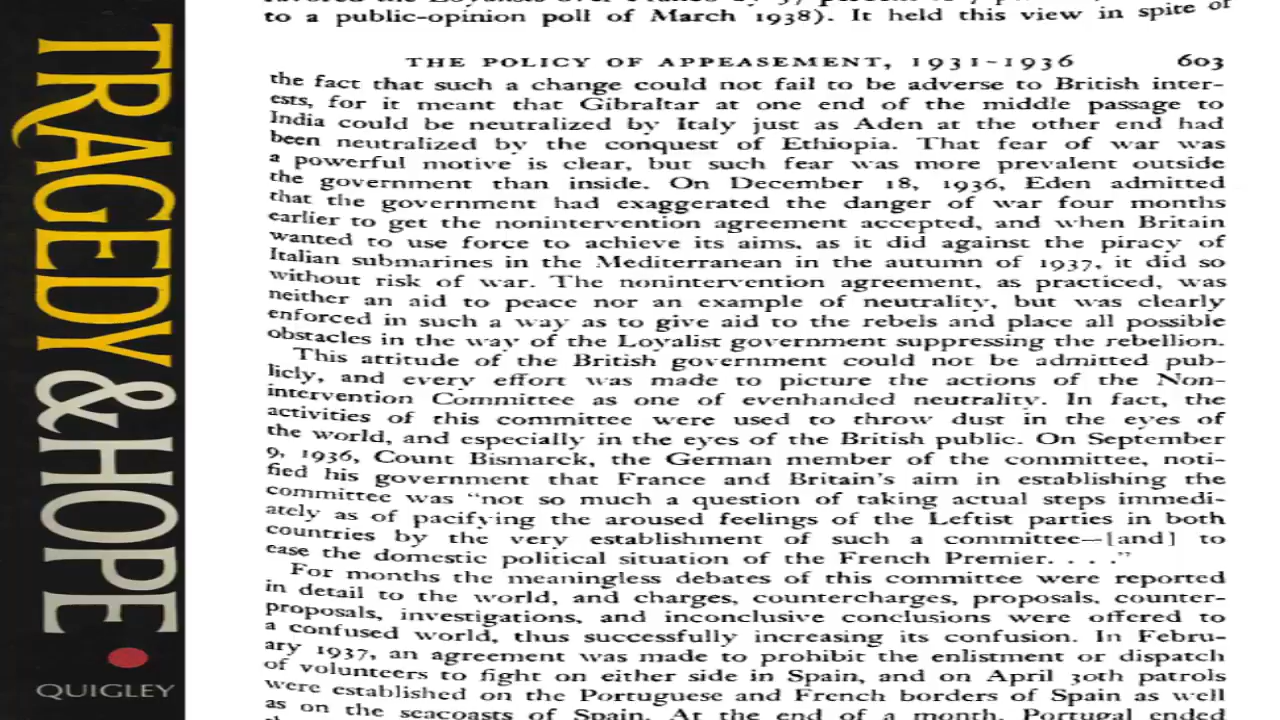 TRAGEDY & HOPE
QUIGLEY
to a public-opinion poll of March 1938). It held this view in spite of
THE POLICY OF APPEASEMENT, 1931-1936 603
the fact that such a change could not fail to be adverse to British inter-
ests, for it meant that Gibraltar at one end of the middle passage to
India could be neutralized by Italy just as Aden at the other end had
been neutralized by the conquest of Ethiopia. That fear of war was
a powerful motive is clear, but such fear was more prevalent outside
the government than inside. On December 18, 1936, Eden admitted
that the government had exaggerated the danger of war four months
earlier to get the nonintervention agreement accepted, and when Britain
wanted to use force to achieve its aims, as it did against the piracy of
Italian submarines in the Mediterranean in the autumn of 1937, it did so
without risk of war. The nonintervention agreement, as practiced, was
neither an aid to peace nor an example of neutrality, but was clearly
enforced in such a way as to give aid to the rebels and place all possible
obstacles in the way of the Loyalist government suppressing the rebellion.
This attitude of the British government could not be admitted pub-
licly, and every effort was made to picture the actions of the Non-
intervention Committee as one of evenhanded neutrality. In fact, the
activities of this committee were used to throw dust in the eyes of
the world, and especially in the eyes of the British public. On September
9, 1936, Count Bismarck, the German member of the committee, noti-
fied his government that France and Britain's aim in establishing the
committee was "not so much a question of taking actual steps immedi-
ately as of pacifying the aroused feelings of the Leftist parties in both
countries by the very establishment of such a committee—[and] to
ease the domestic political situation of the French Premier. . . ."
For months the meaningless debates of this committee were reported
in detail to the world, and charges, countercharges, proposals, counter-
proposals, investigations, and inconclusive conclusions were offered to
a confused world, thus successfully increasing its confusion. In Febru-
ary 1937, an agreement was made to prohibit the enlistment or dispatch
of volunteers to fight on either side in Spain, and on April 30th patrols
were established on the Portuguese and French borders of Spain as well
as on the seacoasts of Spain. At the end of a month, Portugal ended